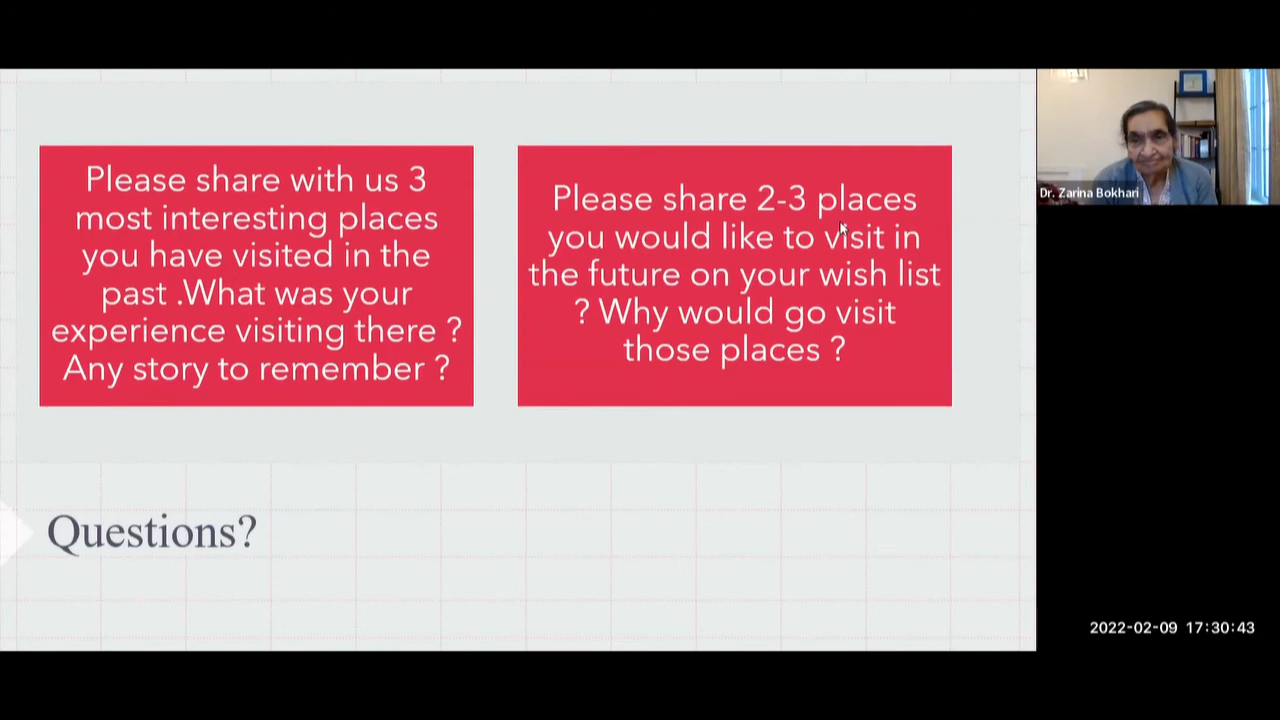 Please share with us 3
most interesting places
you have visited in the
past .What was your
experience visiting there ?
Any story to remember ?
Please share 2-3 places
you would like to visit in
the future on your wish list
? Why would go visit
those places ?
Questions?
Dr. Zarina Bokhari
2022-02-09 17:30:43